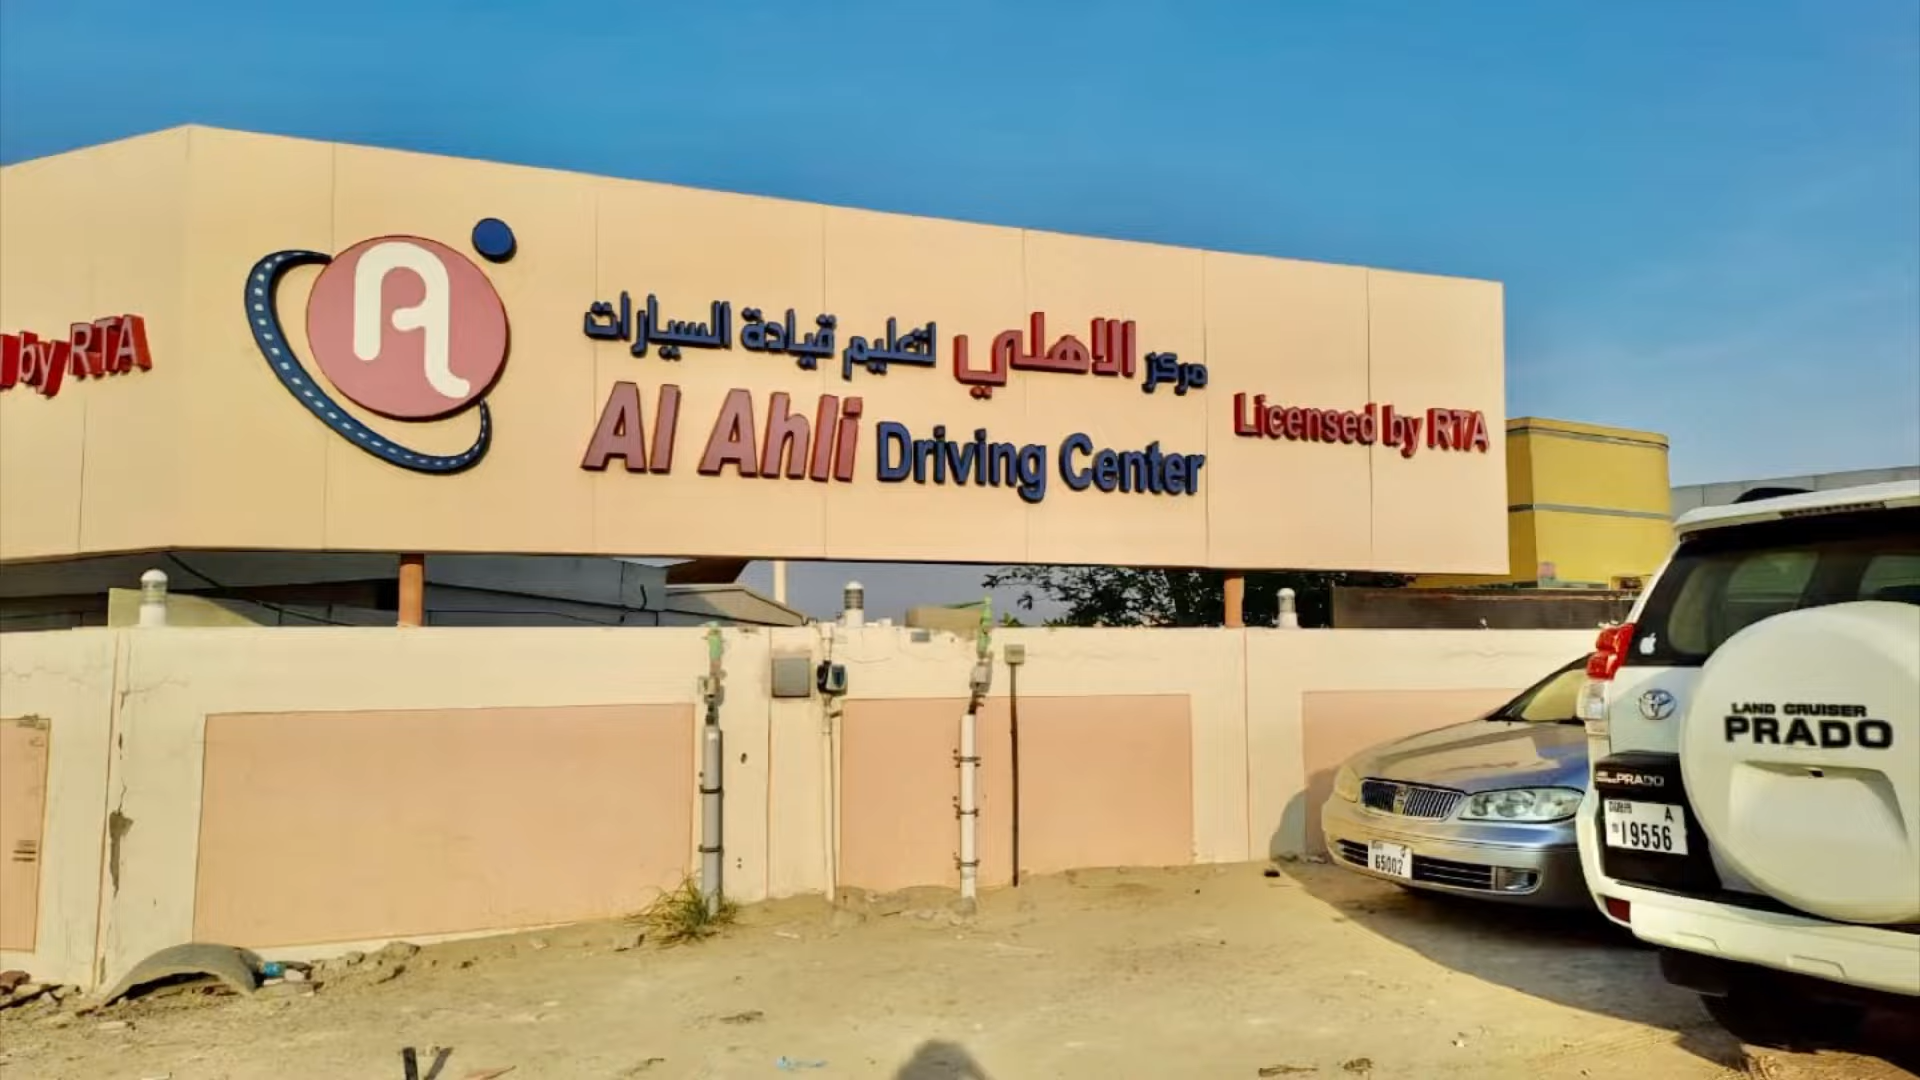 by RTA
A
مركز الاهلي لتعليم قيادة السيارات
Al Ahli Driving Center
Licensed by RTA
LAND CRUISER
PRADO
PRADO
DUBAI A
19556
65002